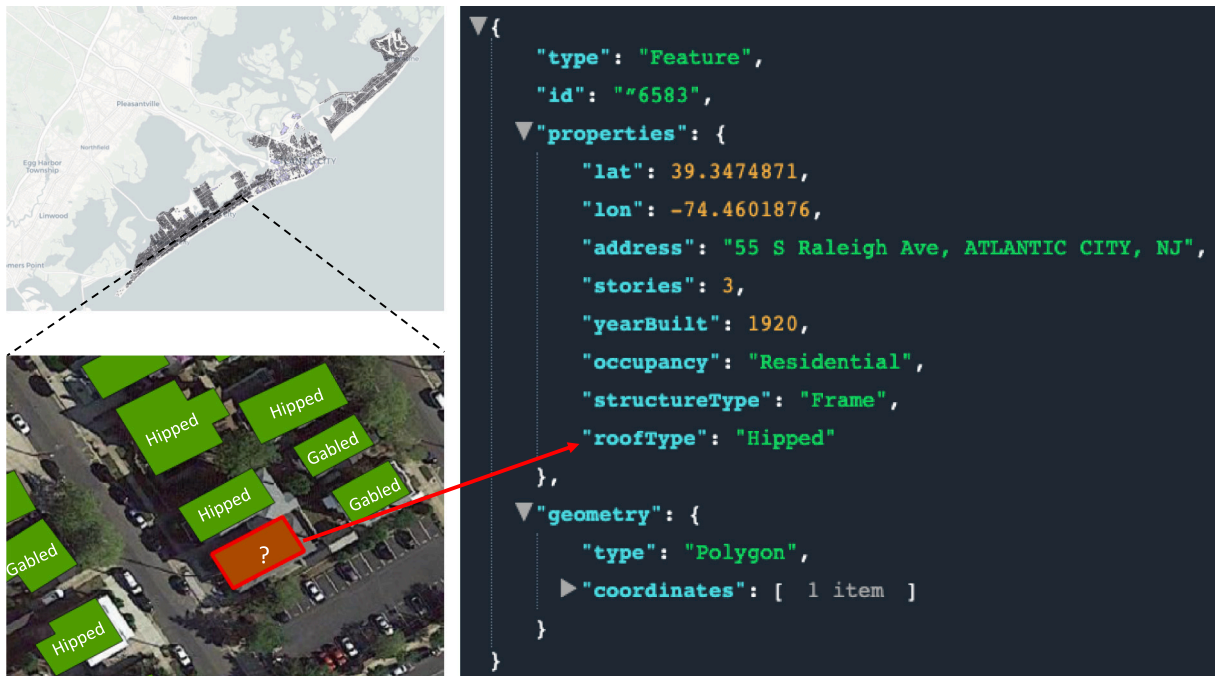 Absecon
Pleasantville
Northfield
Egg Harbor
Township
Linwood
omers Point
CITY
Hipped
Hipped
Gabled
Hipped
Gabled
?
Gabled
Hipped
{
"type": "Feature",
"id": "″6583",
"properties": {
"lat": 39.3474871,
"lon": -74.4601876,
"address": "55 S Raleigh Ave, ATLANTIC CITY, NJ",
"stories": 3,
"yearBuilt": 1920,
"occupancy": "Residential",
"structureType": "Frame",
"roofType": "Hipped"
},
"geometry": {
"type": "Polygon",
"coordinates": [ 1 item ]
}
}